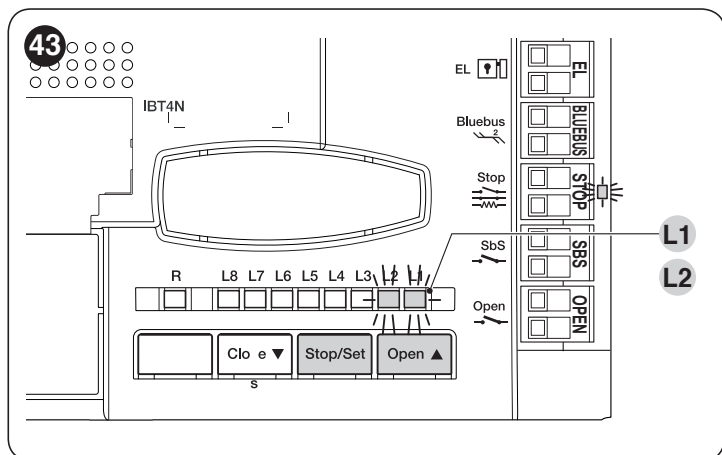 43
IBT4N
EL
EL
Bluebus
2
BLUEBUS
Stop
STOP
SbS
SBS
Open
OPEN
L1
L2
R L8 L7 L6 L5 L4 L3 L2 L1
Clo e ▼ Stop/Set Open ▲
s